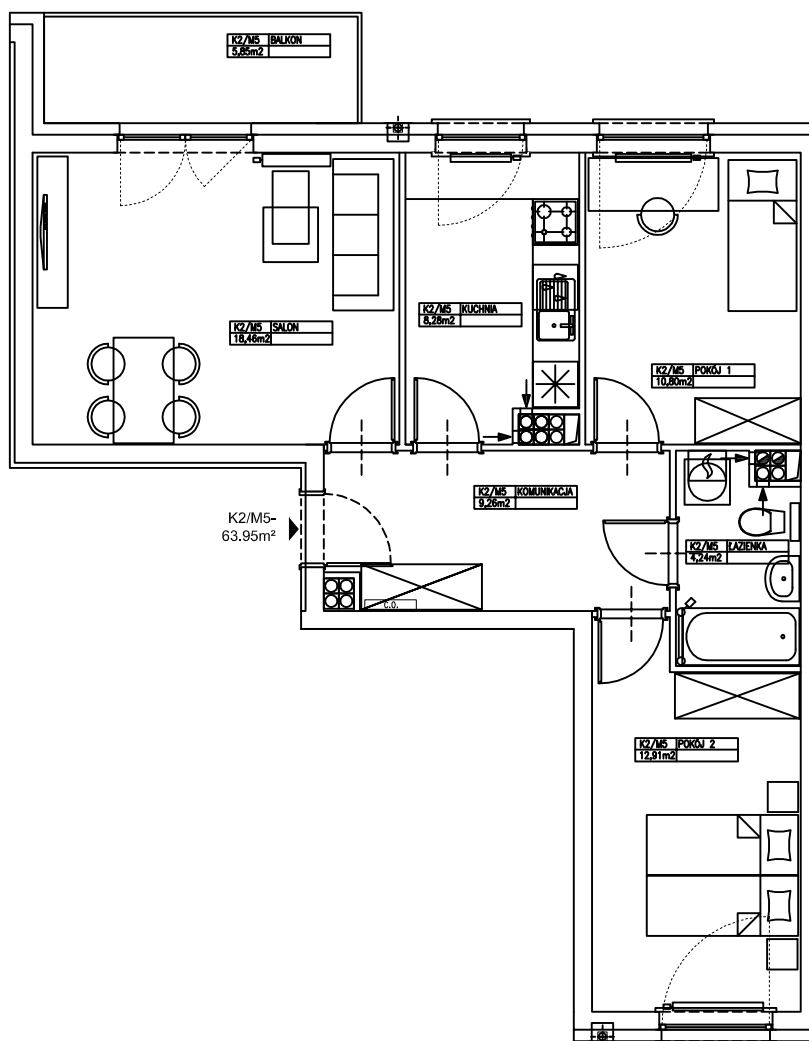 K2/M5 BALKON
5,85m2
K2/M5 SALON
18,46m2
K2/M5 KUCHNIA
8,28m2
K2/M5 POKÓJ 1
10,80m2
K2/M5 KOMUNIKACJA
9,26m2
K2/M5-
63.95m²
K2/M5 ŁAZIENKA
4,24m2
C.O.
K2/M5 POKÓJ 2
12,91m2